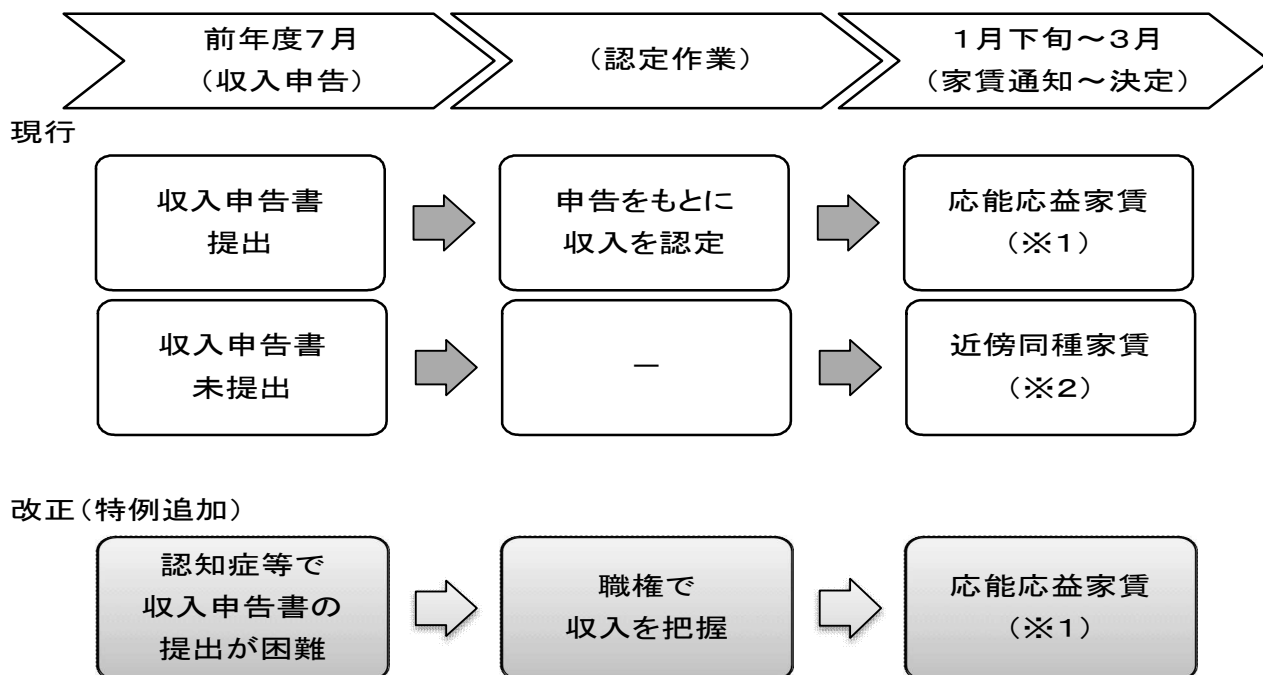 前年度７月
（収入申告）
（認定作業）
１月下旬～３月
（家賃通知～決定）
現行
収入申告書
提出
申告をもとに
収入を認定
応能応益家賃
（※１）
収入申告書
未提出
－
近傍同種家賃
（※２）
改正（特例追加）
認知症等で
収入申告書の
提出が困難
職権で
収入を把握
応能応益家賃
（※１）